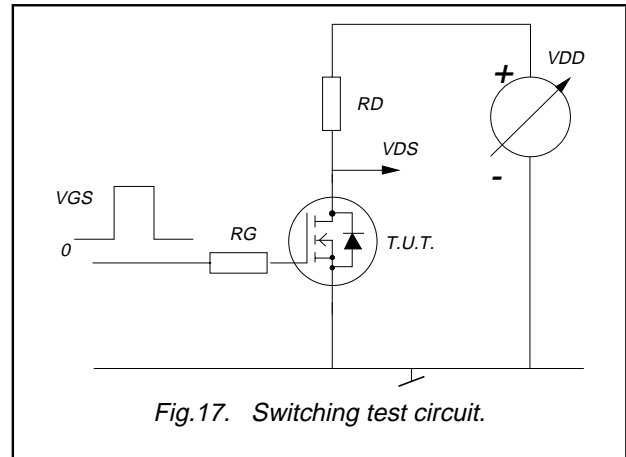 VDD
+
RD
VDS
-
VGS
0
RG
T.U.T.
Fig.17. Switching test circuit.